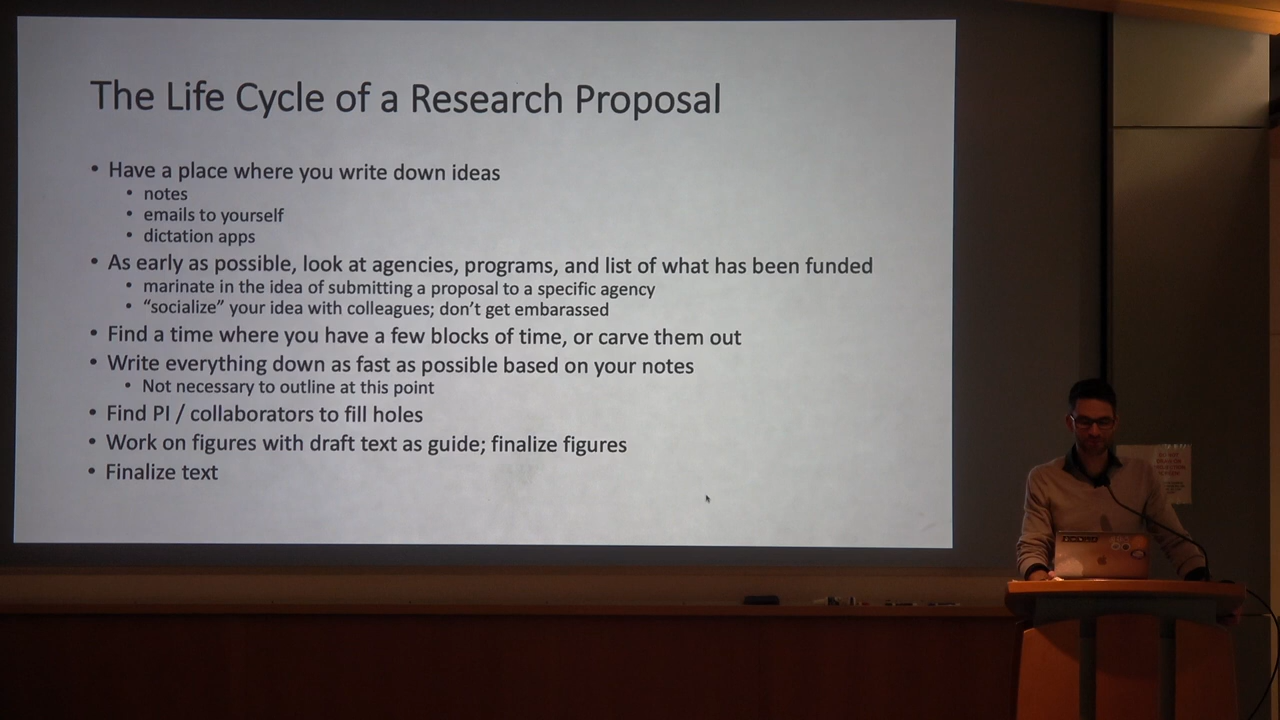 The Life Cycle of a Research Proposal
• Have a place where you write down ideas
• notes
• emails to yourself
• dictation apps
• As early as possible, look at agencies, programs, and list of what has been funded
• marinate in the idea of submitting a proposal to a specific agency
• “socialize” your idea with colleagues; don’t get embarassed
• Find a time where you have a few blocks of time, or carve them out
• Write everything down as fast as possible based on your notes
• Not necessary to outline at this point
• Find PI / collaborators to fill holes
• Work on figures with draft text as guide; finalize figures
• Finalize text